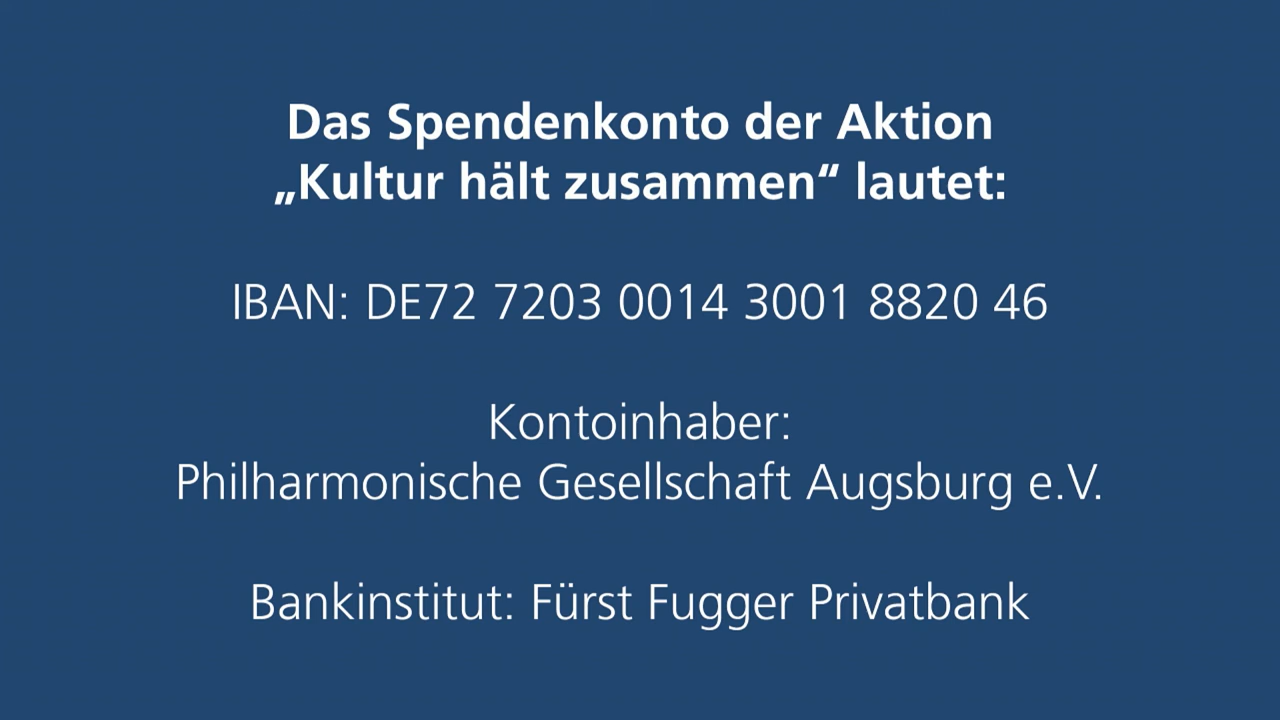 Das Spendenkonto der Aktion
„Kultur hält zusammen“ lautet:
IBAN: DE72 7203 0014 3001 8820 46
Kontoinhaber:
Philharmonische Gesellschaft Augsburg e.V.
Bankinstitut: Fürst Fugger Privatbank